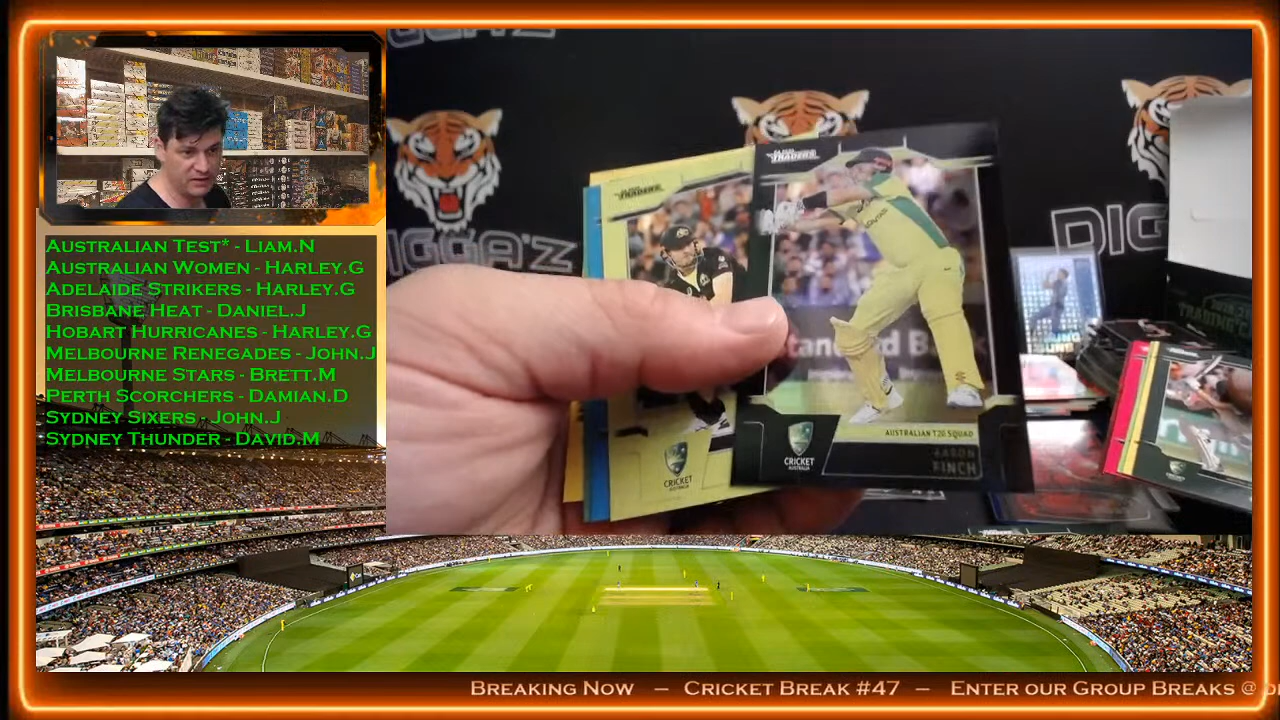 AUSTRALIAN TEST* - LIAM.N
AUSTRALIAN WOMEN - HARLEY.G
ADELAIDE STRIKERS - HARLEY.G
BRISBANE HEAT - DANIEL.J
HOBART HURRICANES - HARLEY.G
MELBOURNE RENEGADES - JOHN.J
MELBOURNE STARS - BRETT.M
PERTH SCORCHERS - DAMIAN.D
SYDNEY SIXERS - JOHN.J
SYDNEY THUNDER - DAVID.M
DIGGA'Z
DIGG
TRADERS
TRADERS
AUSTRALIAN T20 SQUAD
AARON
FINCH
CRICKET
AUSTRALIA
CRICKET
AUSTRALIA
BREAKING NOW – CRICKET BREAK #47 – ENTER OUR GROUP BREAKS @